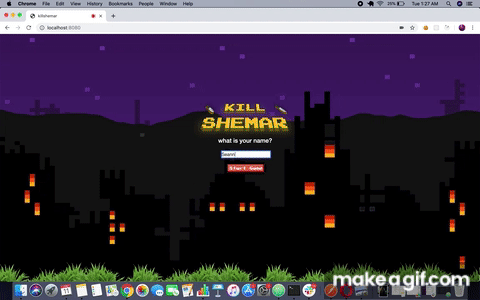 Chrome File Edit View History Bookmarks People Window Help
25% Tue 1:27 AM
killshemar
localhost:8080
KILL
SHEMAR
what is your name?
Start Game
makeagif.com